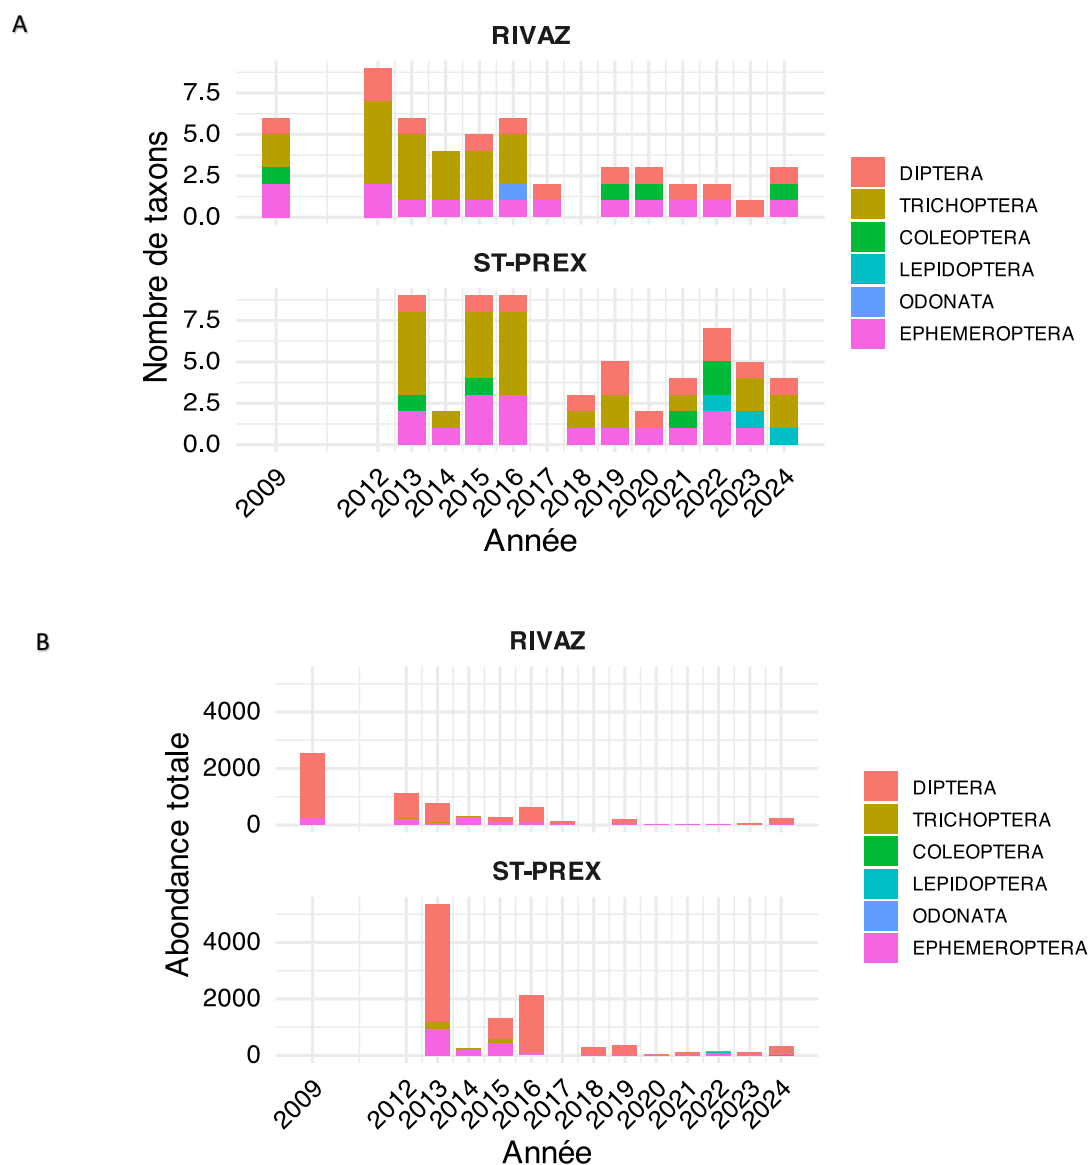 A
RIVAZ
Nombre de taxons
7.5
5.0
2.5
0.0
ST-PREX
7.5
5.0
2.5
0.0
2009
2012
2013
2014
2015
2016
2017
2018
2019
2020
2021
2022
2023
2024
Année
DIPTERA
TRICHOPTERA
COLEOPTERA
LEPIDOPTERA
ODONATA
EPHEMEROPTERA
B
RIVAZ
Abondance totale
4000
2000
0
ST-PREX
4000
2000
0
2009
2012
2013
2014
2015
2016
2017
2018
2019
2020
2021
2022
2023
2024
Année
DIPTERA
TRICHOPTERA
COLEOPTERA
LEPIDOPTERA
ODONATA
EPHEMEROPTERA